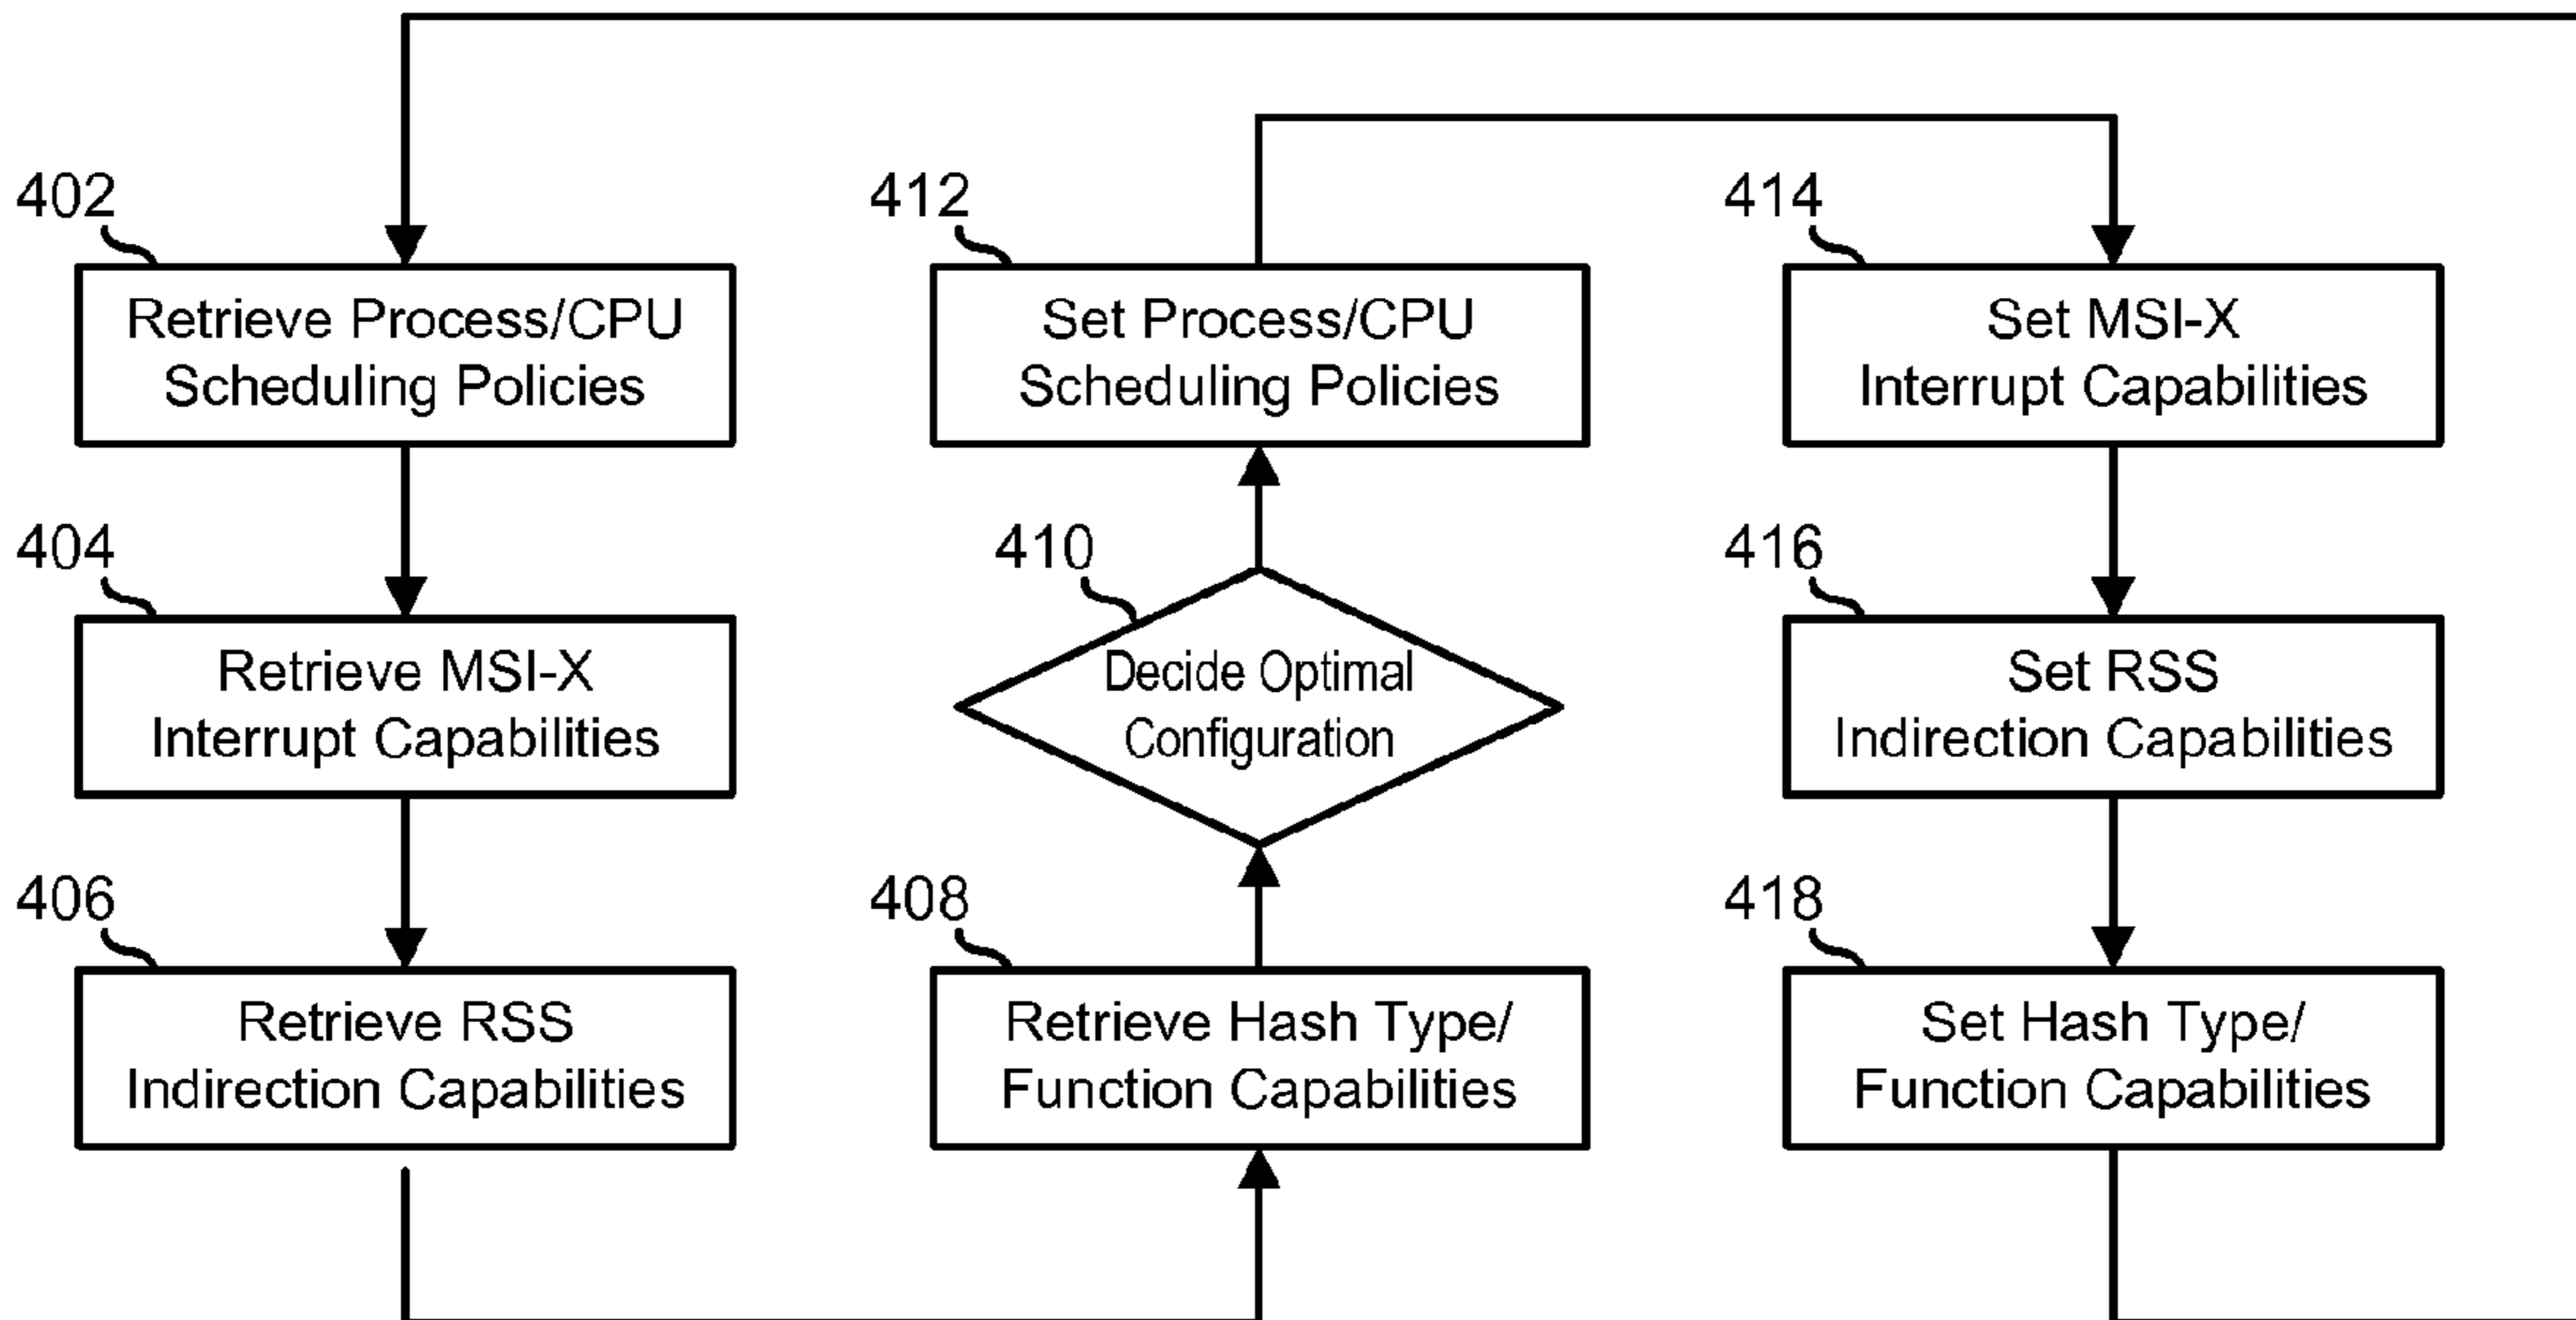 402
Retrieve Process/CPU
Scheduling Policies
404
Retrieve MSI-X
Interrupt Capabilities
406
Retrieve RSS
Indirection Capabilities
408
Retrieve Hash Type/
Function Capabilities
410
Decide Optimal
Configuration
412
Set Process/CPU
Scheduling Policies
414
Set MSI-X
Interrupt Capabilities
416
Set RSS
Indirection Capabilities
418
Set Hash Type/
Function Capabilities